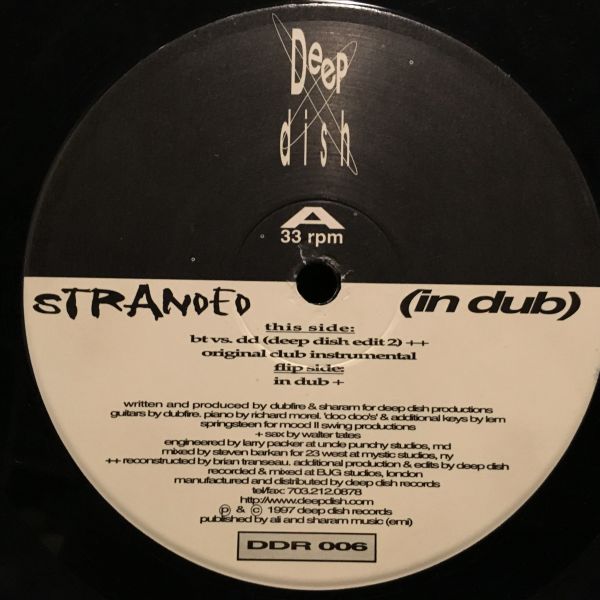 Deep
dish
A
33 rpm
STRANDED (in dub)
this side:
bt vs. dd (deep dish edit 2) ++
original club instrumental
flip side:
in dub +
written and produced by dubfire & sharam for deep dish productions
guitars by dubfire. piano by richard morel. 'doo doo's' & additional keys by lem
springsteen for mood II swing productions
+ sax by walter tates
engineered by larry packer at uncle punchy studios, md
mixed by steven barkan for 23 west at mystic studios, ny
++ reconstructed by brian transeau. additional production & edits by deep dish
recorded & mixed at BJG studios, london
manufactured and distributed by deep dish records
tel/fax: 703.212.0878
http://www.deepdish.com
℗ & © 1997 deep dish records
published by ali and sharam music (emi)
DDR 006